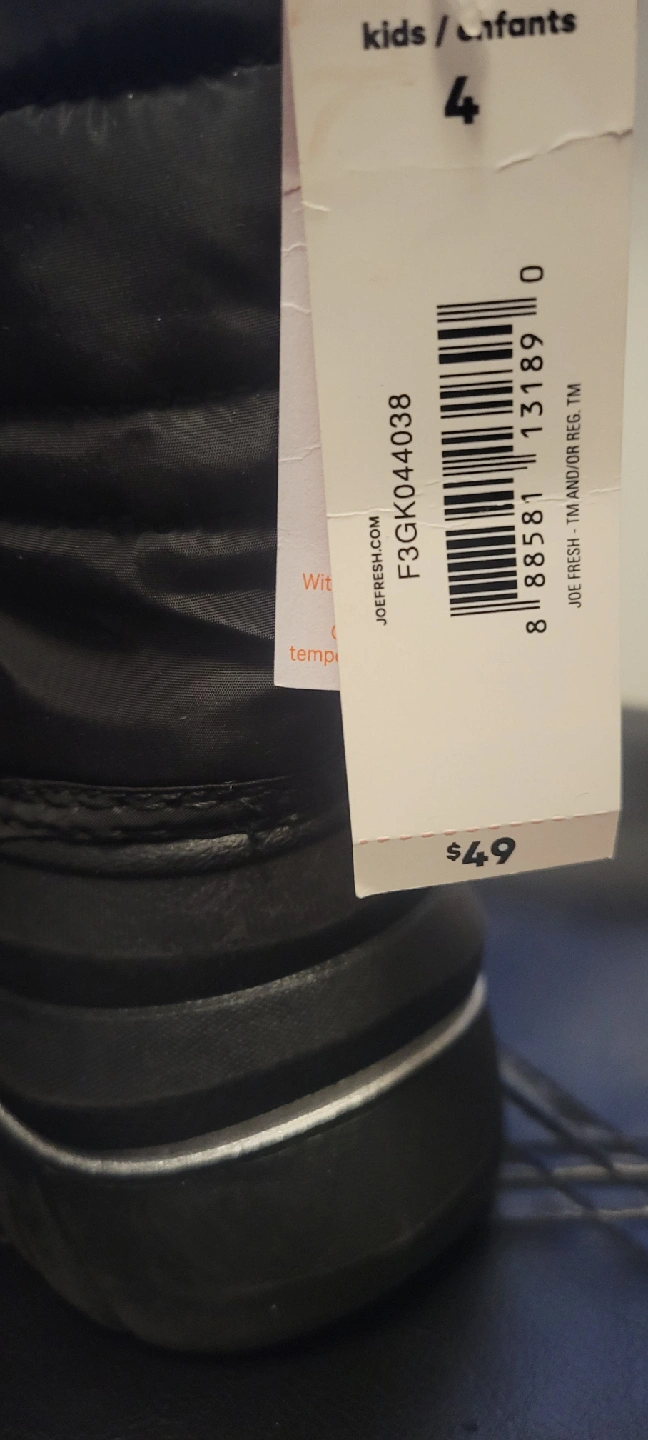 kids / enfants
4
JOEFRESH.COM
F3GK044038
8 88581 13189 0
JOE FRESH - TM AND/OR REG. TM
$49
Wit
temp